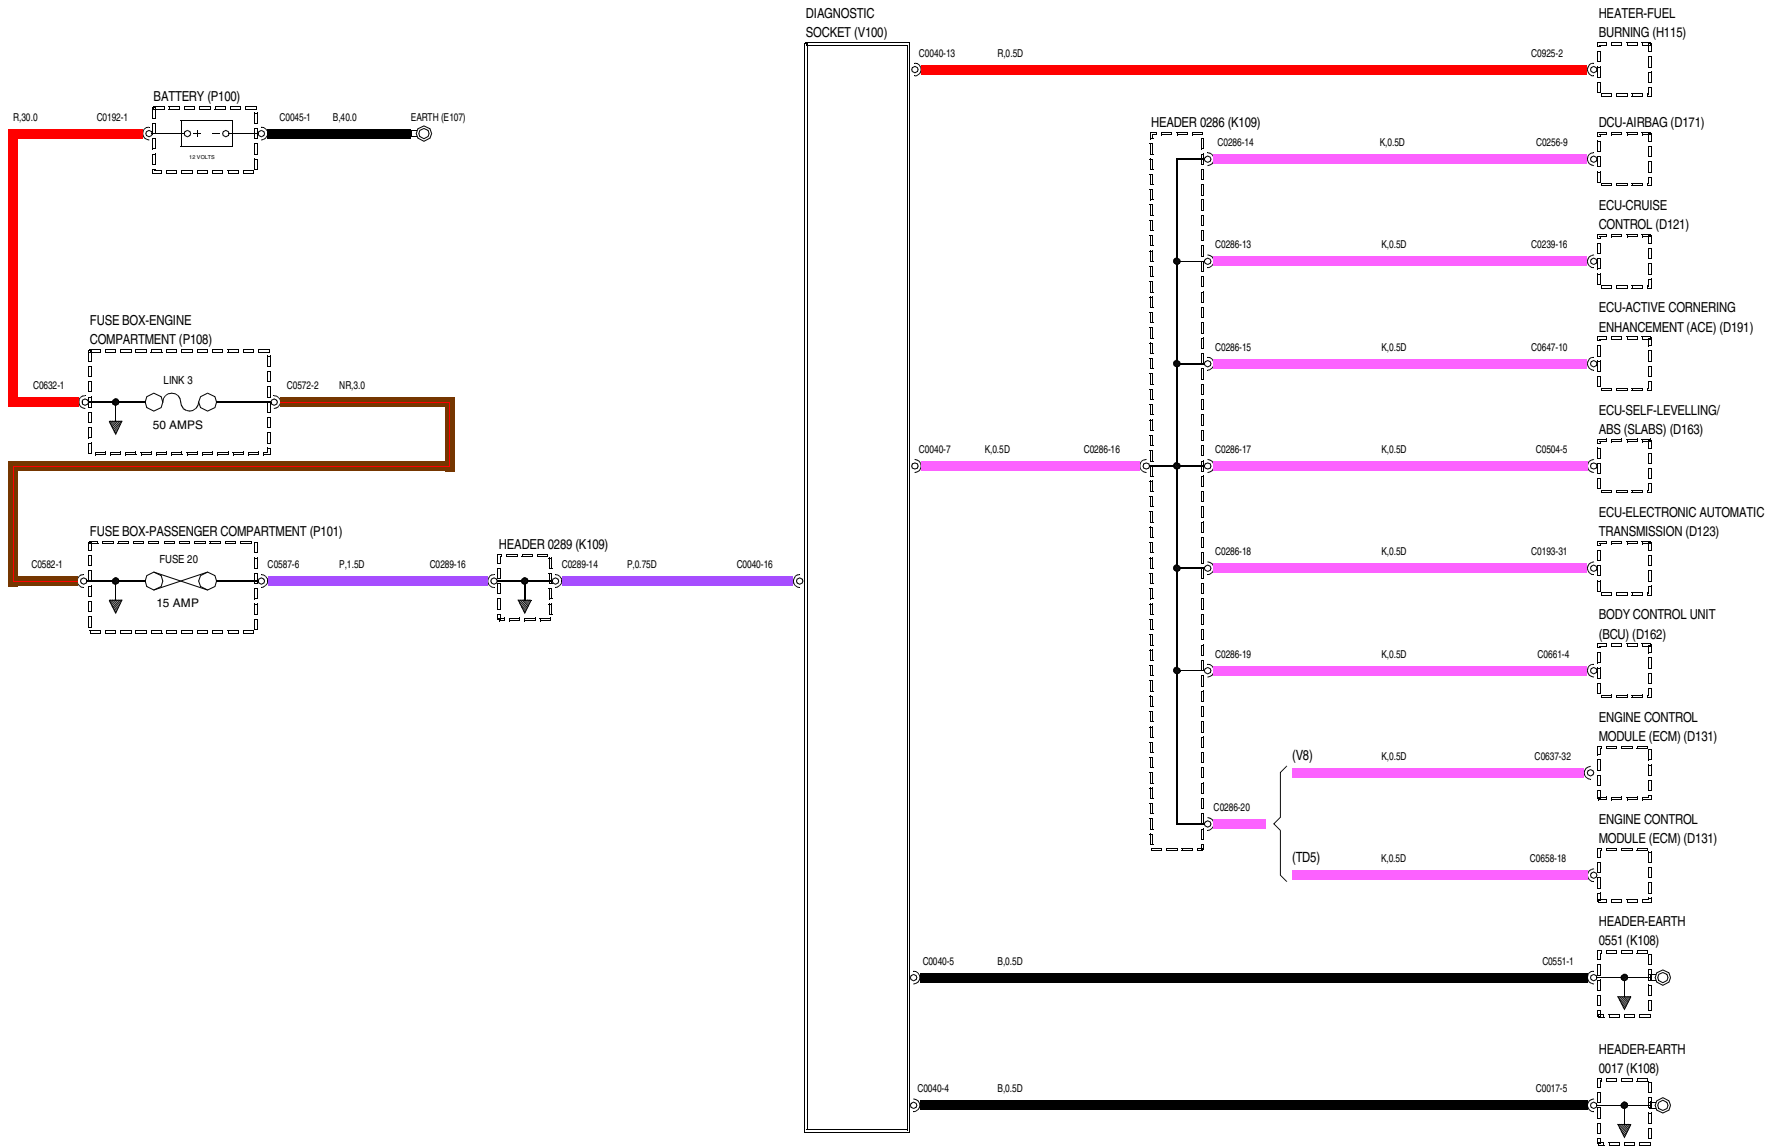 DIAGNOSTIC
SOCKET (V100)
HEATER-FUEL
BURNING (H115)
C0040-13 R,0.5D C0925-2
BATTERY (P100)
R,30.0 C0192-1 C0045-1 B,40.0 EARTH (E107)
+ −
12 VOLTS
HEADER 0286 (K109)
DCU-AIRBAG (D171)
C0286-14 K,0.5D C0256-9
ECU-CRUISE
CONTROL (D121)
C0286-13 K,0.5D C0239-16
ECU-ACTIVE CORNERING
ENHANCEMENT (ACE) (D191)
C0286-15 K,0.5D C0647-10
FUSE BOX-ENGINE
COMPARTMENT (P108)
C0632-1 LINK 3 C0572-2 NR,3.0
50 AMPS
ECU-SELF-LEVELLING/
ABS (SLABS) (D163)
C0040-7 K,0.5D C0286-16 C0286-17 K,0.5D C0504-5
ECU-ELECTRONIC AUTOMATIC
TRANSMISSION (D123)
C0286-18 K,0.5D C0193-31
FUSE BOX-PASSENGER COMPARTMENT (P101)
HEADER 0289 (K109)
C0582-1 FUSE 20 C0587-6 P,1.5D C0289-16 C0289-14 P,0.75D C0040-16
15 AMP
BODY CONTROL UNIT
(BCU) (D162)
C0286-19 K,0.5D C0661-4
ENGINE CONTROL
MODULE (ECM) (D131)
(V8) K,0.5D C0637-32
C0286-20
ENGINE CONTROL
MODULE (ECM) (D131)
(TD5) K,0.5D C0658-18
HEADER-EARTH
0551 (K108)
C0040-5 B,0.5D C0551-1
HEADER-EARTH
0017 (K108)
C0040-4 B,0.5D C0017-5